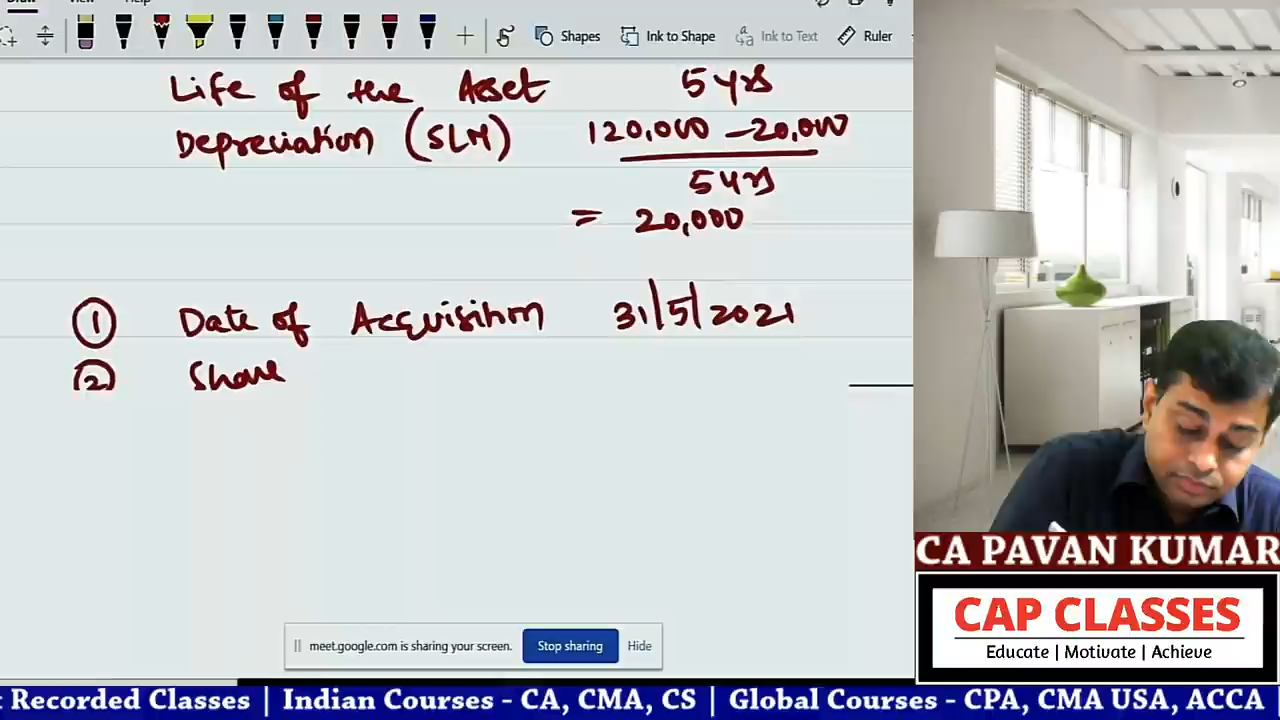 Shapes Ink to Shape Ink to Text Ruler
Life of the Asset 5 yrs
Depreciation (SLM) 120,000 - 20,000
5 yrs
= 20,000
① Date of Acquisition 31/5/2021
② Share
meet.google.com is sharing your screen. Stop sharing Hide
CA PAVAN KUMAR
CAP CLASSES
Educate | Motivate | Achieve
Recorded Classes | Indian Courses - CA, CMA, CS | Global Courses - CPA, CMA USA, ACCA